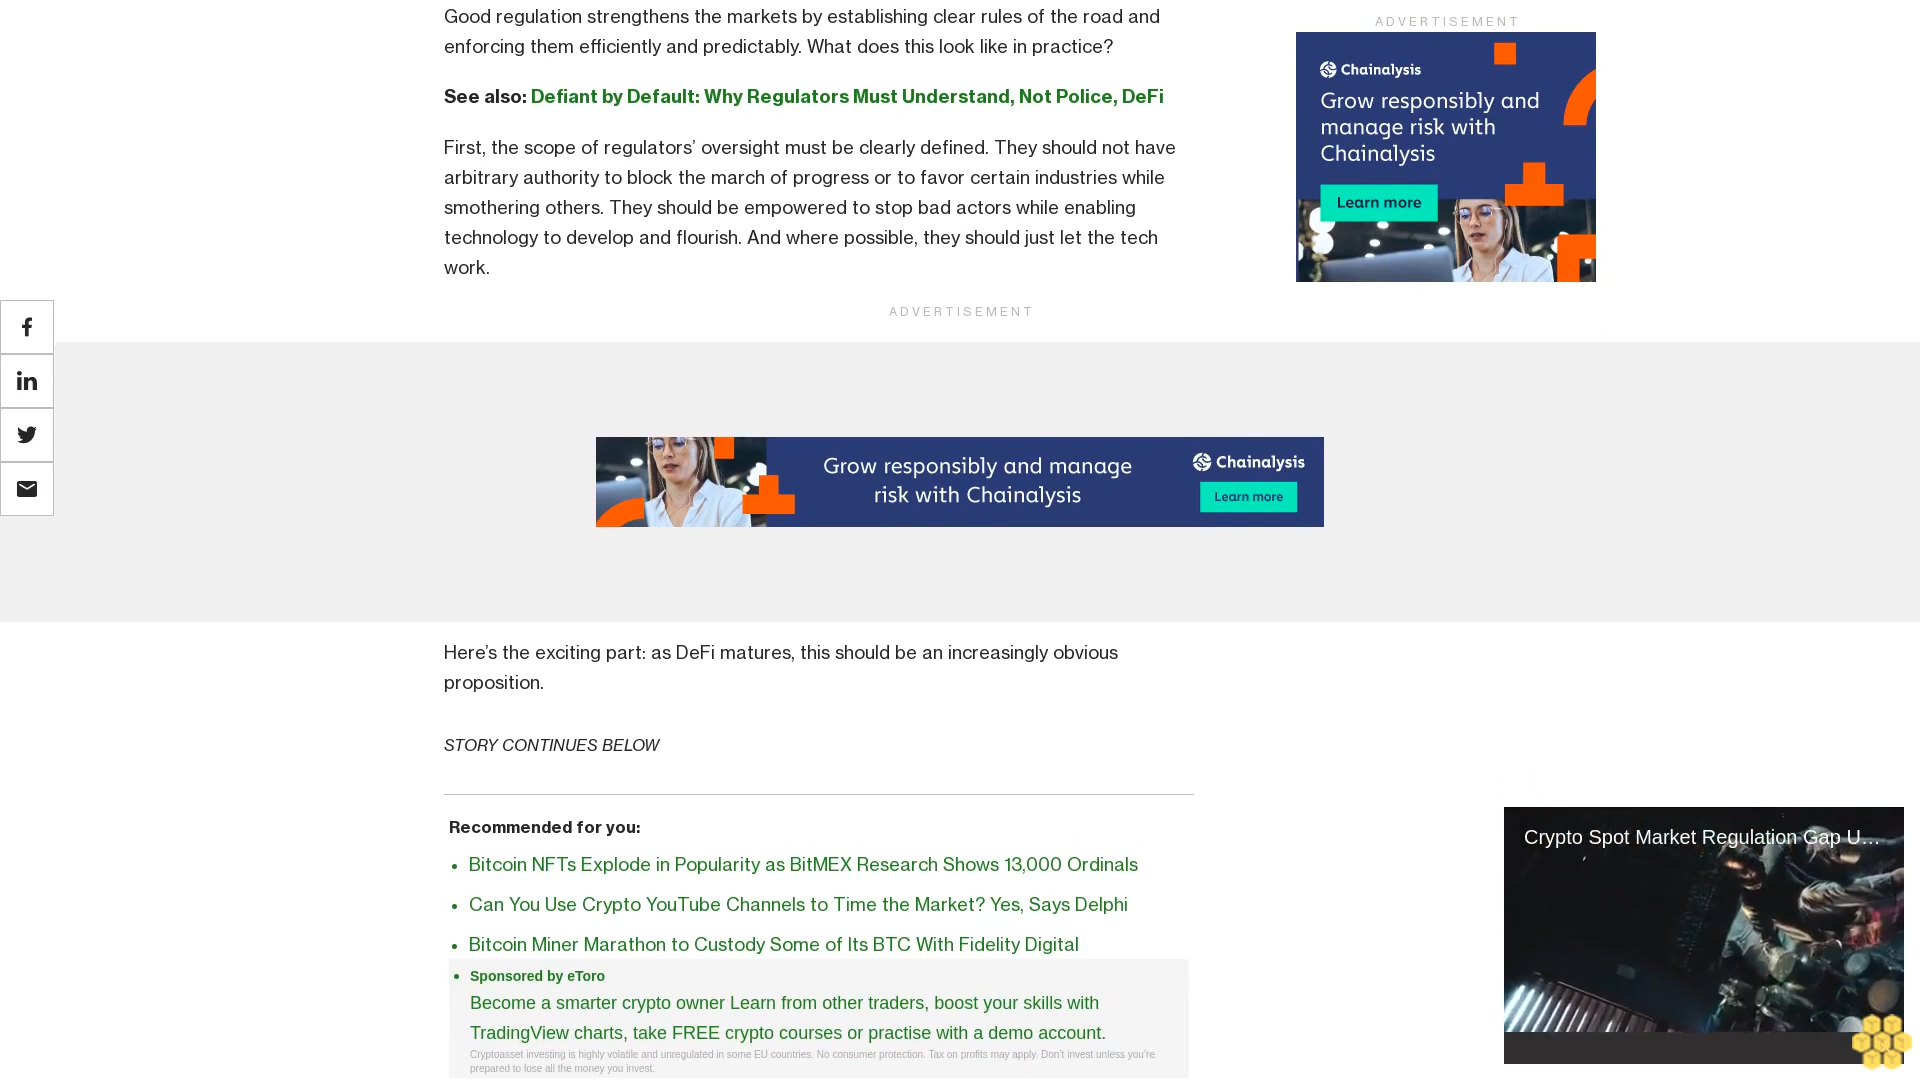 Good regulation strengthens the markets by establishing clear rules of the road and
enforcing them efficiently and predictably. What does this look like in practice?
See also: Defiant by Default: Why Regulators Must Understand, Not Police, DeFi
First, the scope of regulators’ oversight must be clearly defined. They should not have
arbitrary authority to block the march of progress or to favor certain industries while
smothering others. They should be empowered to stop bad actors while enabling
technology to develop and flourish. And where possible, they should just let the tech
work.
ADVERTISEMENT
Chainalysis
Grow responsibly and
manage risk with
Chainalysis
Learn more
ADVERTISEMENT
Grow responsibly and manage
risk with Chainalysis
Chainalysis
Learn more
Here’s the exciting part: as DeFi matures, this should be an increasingly obvious
proposition.
STORY CONTINUES BELOW
Recommended for you:
• Bitcoin NFTs Explode in Popularity as BitMEX Research Shows 13,000 Ordinals
• Can You Use Crypto YouTube Channels to Time the Market? Yes, Says Delphi
• Bitcoin Miner Marathon to Custody Some of Its BTC With Fidelity Digital
• Sponsored by eToro
Become a smarter crypto owner Learn from other traders, boost your skills with
TradingView charts, take FREE crypto courses or practise with a demo account.
Cryptoasset investing is highly volatile and unregulated in some EU countries. No consumer protection. Tax on profits may apply. Don’t invest unless you’re
prepared to lose all the money you invest.
Crypto Spot Market Regulation Gap U...